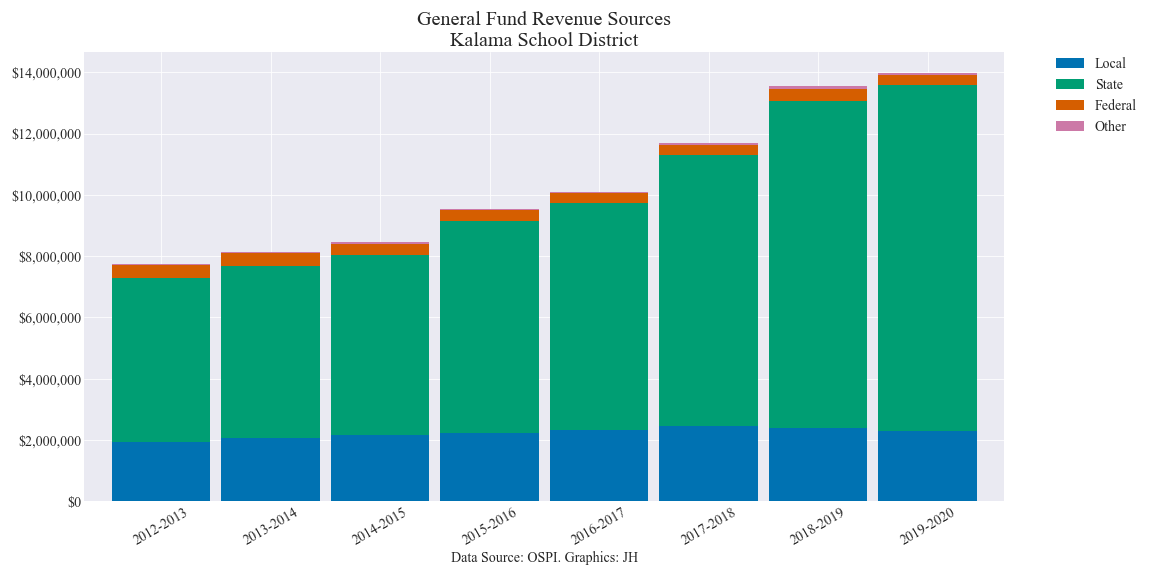 General Fund Revenue Sources
Kalama School District
Local
State
Federal
Other
$14,000,000
$12,000,000
$10,000,000
$8,000,000
$6,000,000
$4,000,000
$2,000,000
$0
2012-2013
2013-2014
2014-2015
2015-2016
2016-2017
2017-2018
2018-2019
2019-2020
Data Source: OSPI. Graphics: JH